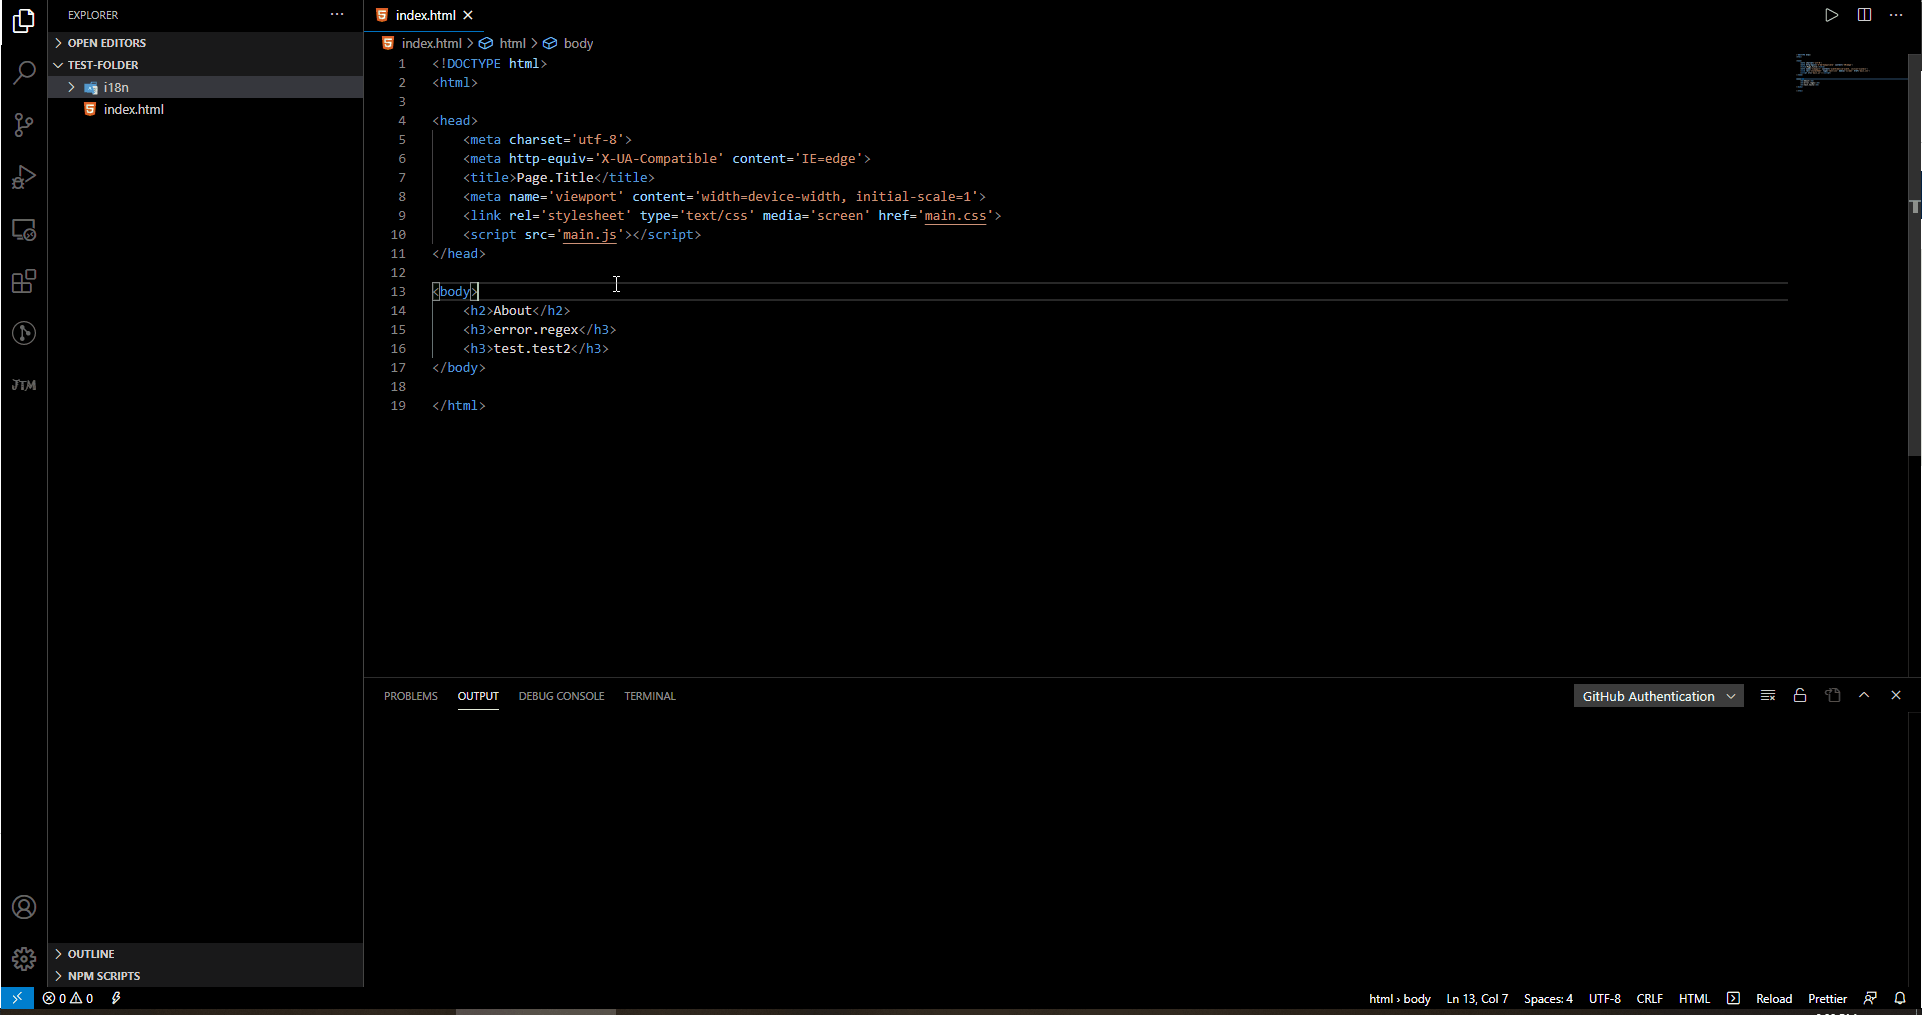 EXPLORER
OPEN EDITORS
TEST-FOLDER
i18n
index.html
JTM
OUTLINE
NPM SCRIPTS
index.html
index.html > html > body
1 <!DOCTYPE html>
2 <html>
3
4 <head>
5 <meta charset='utf-8'>
6 <meta http-equiv='X-UA-Compatible' content='IE=edge'>
7 <title>Page.Title</title>
8 <meta name='viewport' content='width=device-width, initial-scale=1'>
9 <link rel='stylesheet' type='text/css' media='screen' href='main.css'>
10 <script src='main.js'></script>
11 </head>
12
13 <body>
14 <h2>About</h2>
15 <h3>error.regex</h3>
16 <h3>test.test2</h3>
17 </body>
18
19 </html>
PROBLEMS OUTPUT DEBUG CONSOLE TERMINAL GitHub Authentication
0 0 html › body Ln 13, Col 7 Spaces: 4 UTF-8 CRLF HTML Reload Prettier